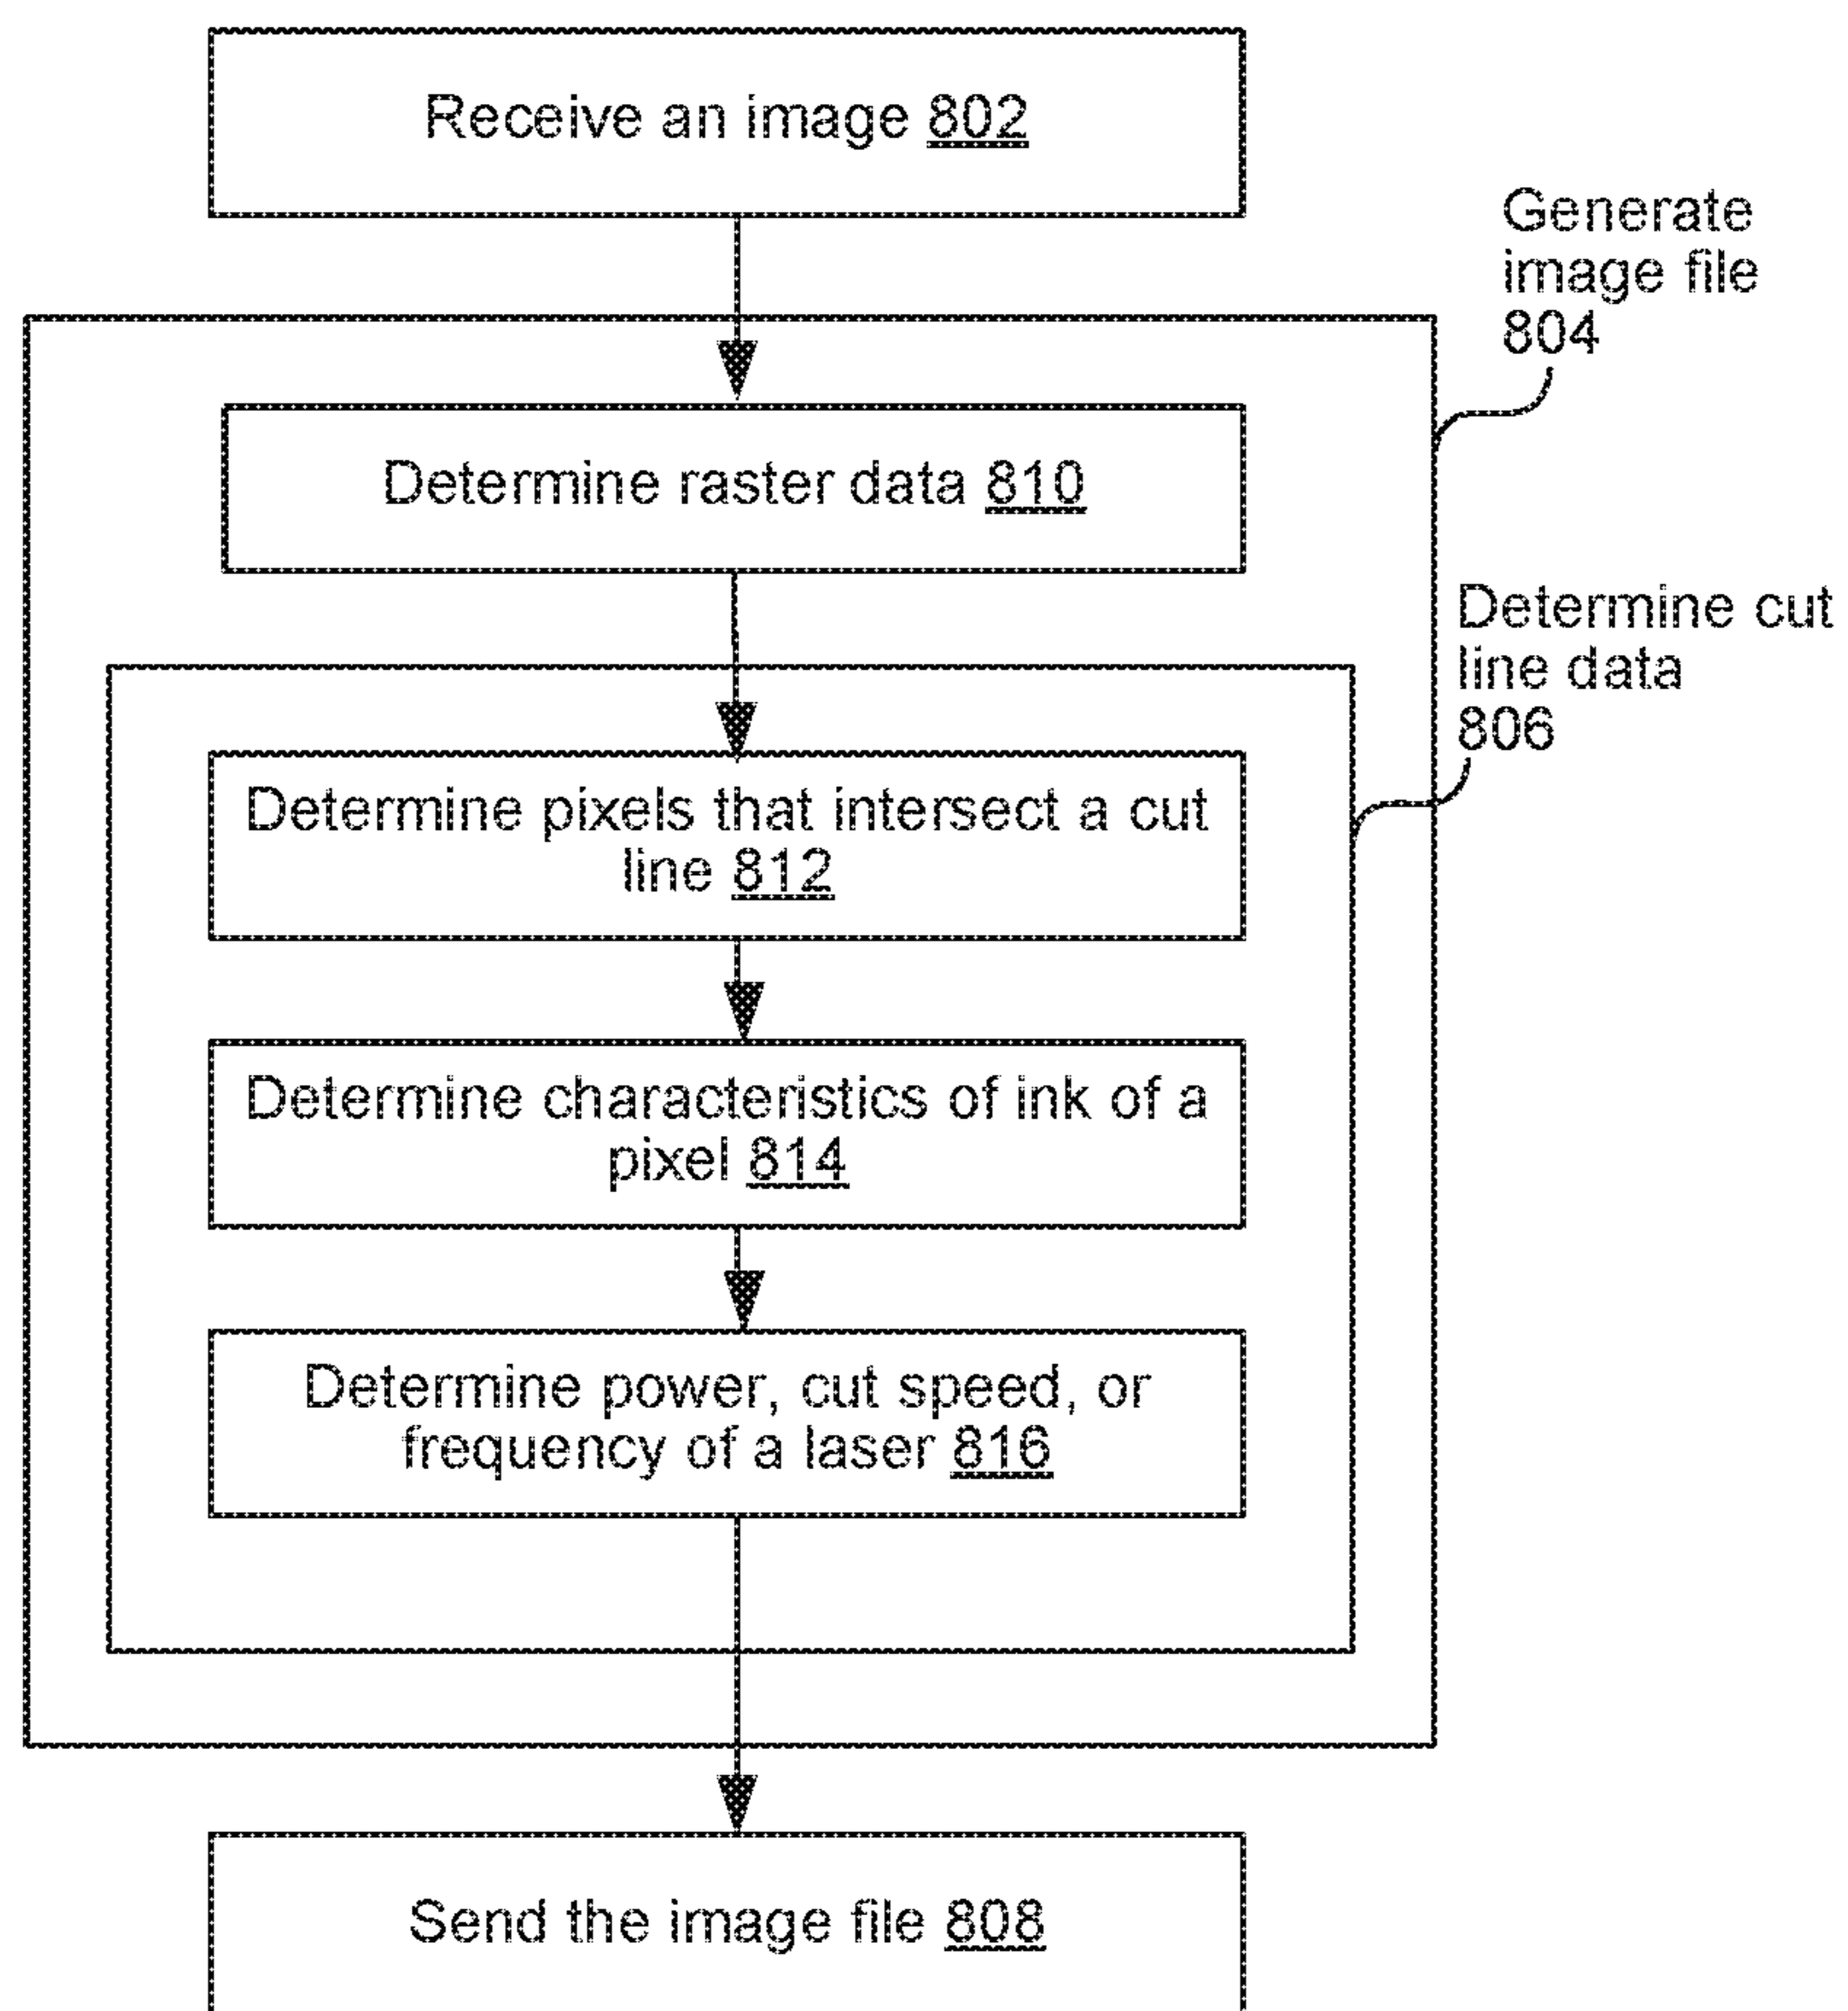 Receive an image 802
Generate
image file
804
Determine raster data 810
Determine cut
line data
806
Determine pixels that intersect a cut
line 812
Determine characteristics of ink of a
pixel 814
Determine power, cut speed, or
frequency of a laser 816
Send the image file 808